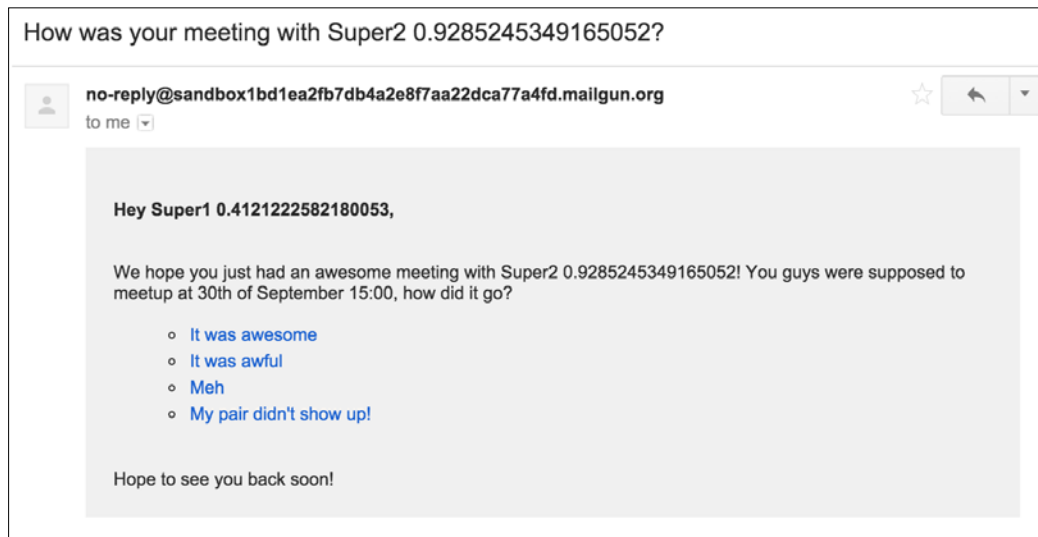 How was your meeting with Super2 0.9285245349165052?
no-reply@sandbox1bd1ea2fb7db4a2e8f7aa22dca77a4fd.mailgun.org
to me
Hey Super1 0.4121222582180053,
We hope you just had an awesome meeting with Super2 0.9285245349165052! You guys were supposed to
meetup at 30th of September 15:00, how did it go?
It was awesome
It was awful
Meh
My pair didn't show up!
Hope to see you back soon!